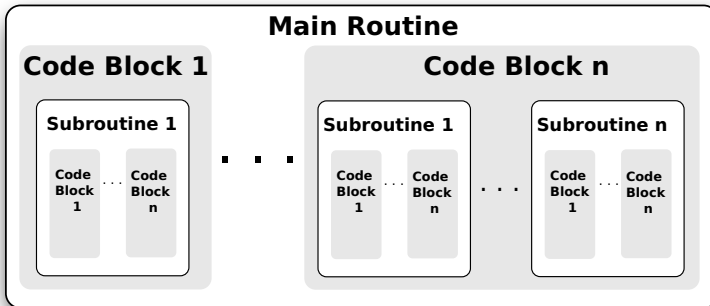 Main Routine
Code Block 1
Code Block n
Subroutine 1
Subroutine 1
Subroutine n
Code
Block
1
. . .
Code
Block
n
. . .
Code
Block
1
. . .
Code
Block
n
. . .
Code
Block
1
. . .
Code
Block
n